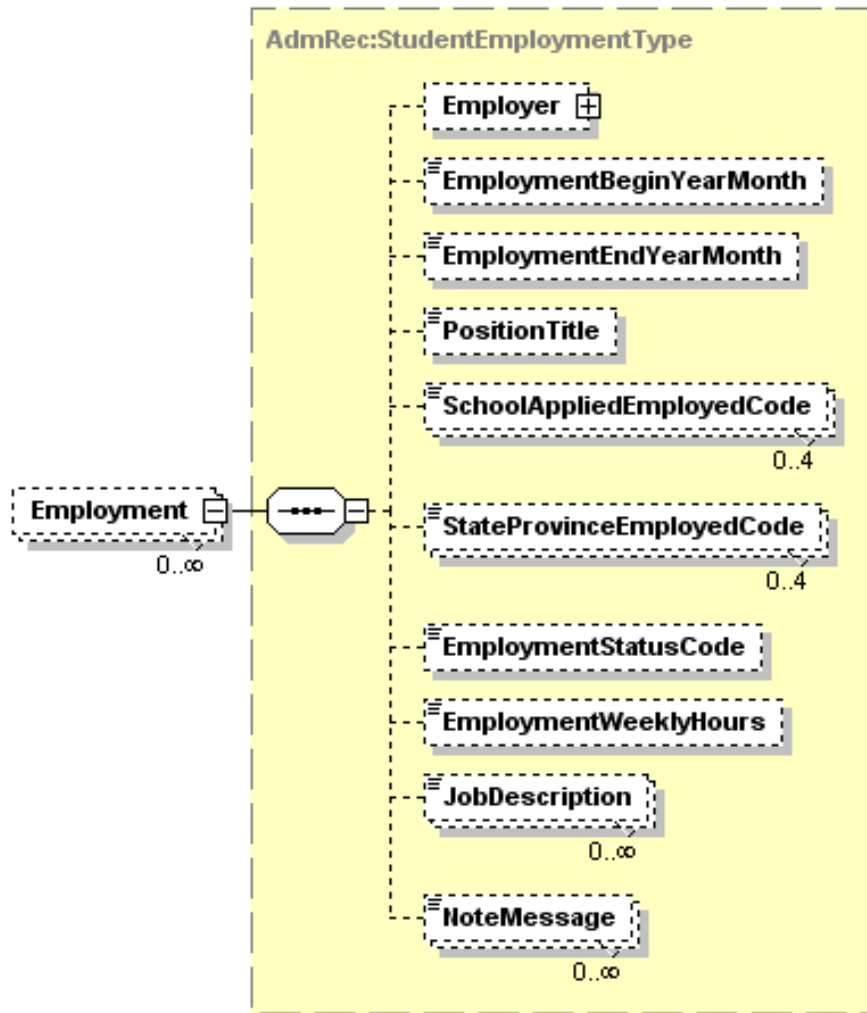 AdmRec:StudentEmploymentType
Employer
EmploymentBeginYearMonth
EmploymentEndYearMonth
PositionTitle
SchoolAppliedEmployedCode
0..4
Employment
0..∞
StateProvinceEmployedCode
0..4
EmploymentStatusCode
EmploymentWeeklyHours
JobDescription
0..∞
NoteMessage
0..∞